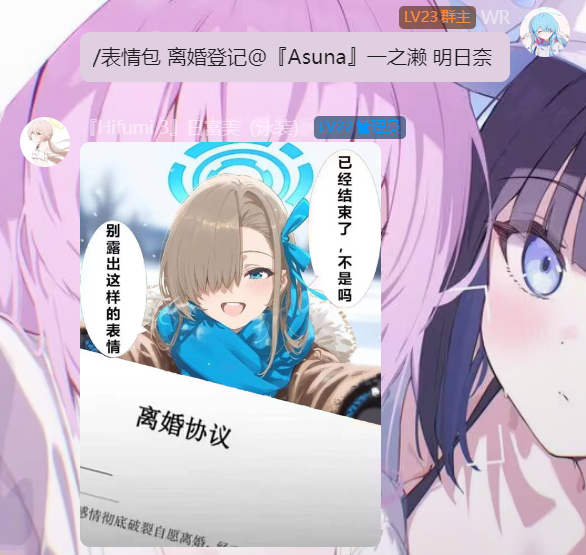 LV23 群主 WR
/表情包 离婚登记@『Asuna』一之濑 明日奈
已经结束了，不是吗
别露出这样的表情
离婚协议
感情彻底破裂自愿离婚，经